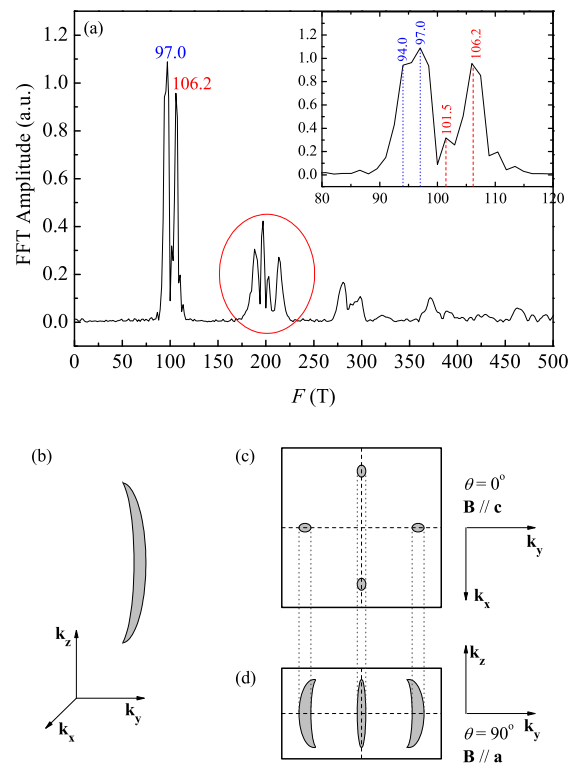 (a)
97.0
106.2
FFT Amplitude (a.u.)
1.2
1.0
0.8
0.6
0.4
0.2
0.0
0 50 100 150 200 250 300 350 400 450 500
F (T)
1.2
1.0
0.8
0.6
0.4
0.2
0.0
94.0
97.0
101.5
106.2
80 90 100 110 120
(b)
k_z
k_y
k_x
(c)
θ = 0°
B // c
k_y
k_x
(d)
k_z
k_y
θ = 90°
B // a